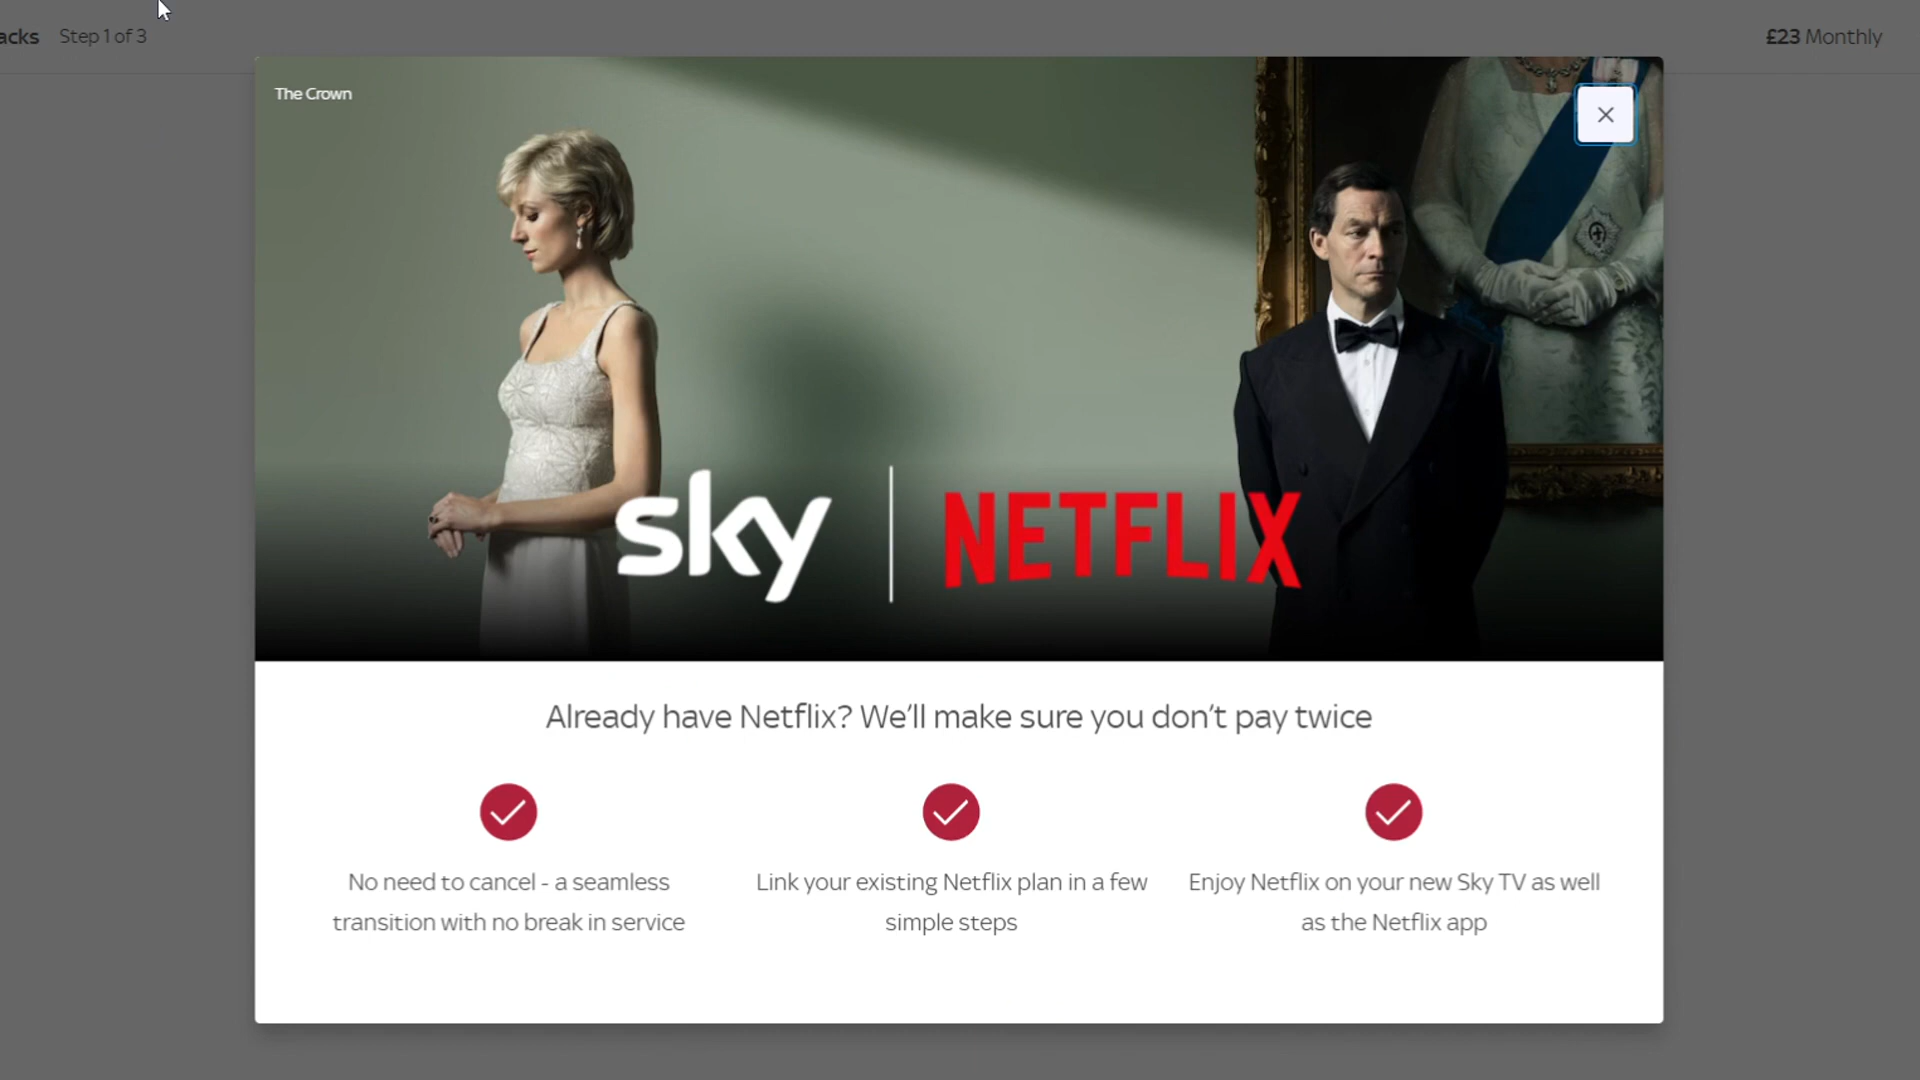 acks Step 1 of 3
£23 Monthly
The Crown
sky | NETFLIX
Already have Netflix? We'll make sure you don't pay twice
No need to cancel - a seamless
transition with no break in service
Link your existing Netflix plan in a few
simple steps
Enjoy Netflix on your new Sky TV as well
as the Netflix app